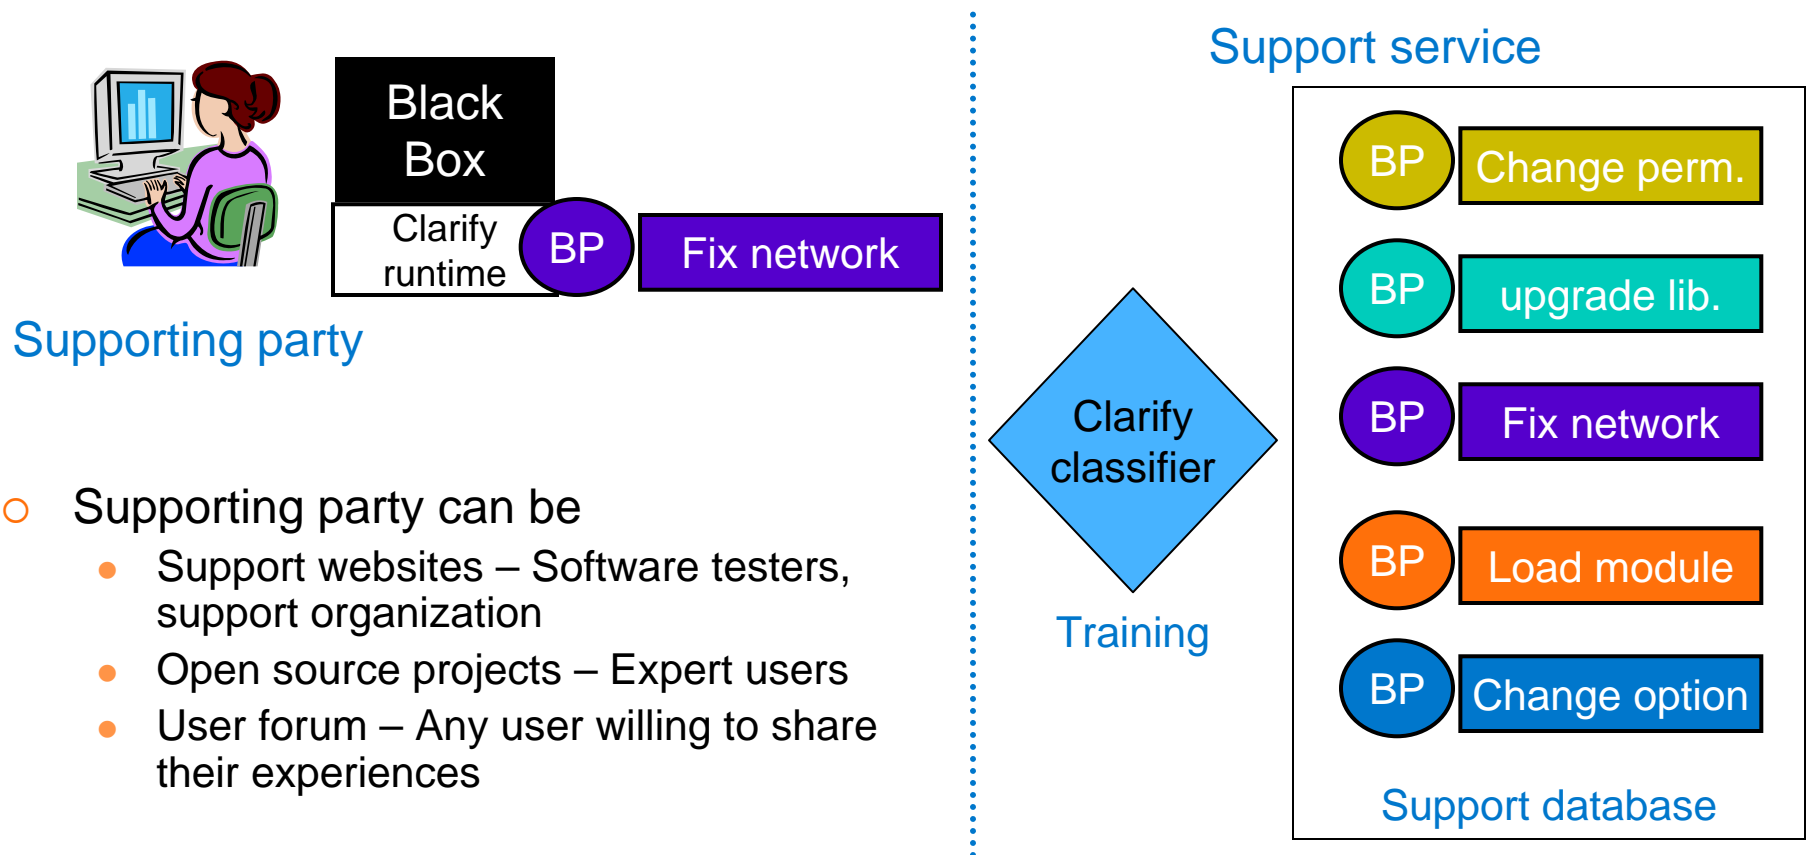 Black
Box
Clarify
runtime
BP
Fix network
Supporting party
Supporting party can be
Support websites – Software testers,
support organization
Open source projects – Expert users
User forum – Any user willing to share
their experiences
Support service
Clarify
classifier
Training
BP
Change perm.
BP
upgrade lib.
BP
Fix network
BP
Load module
BP
Change option
Support database